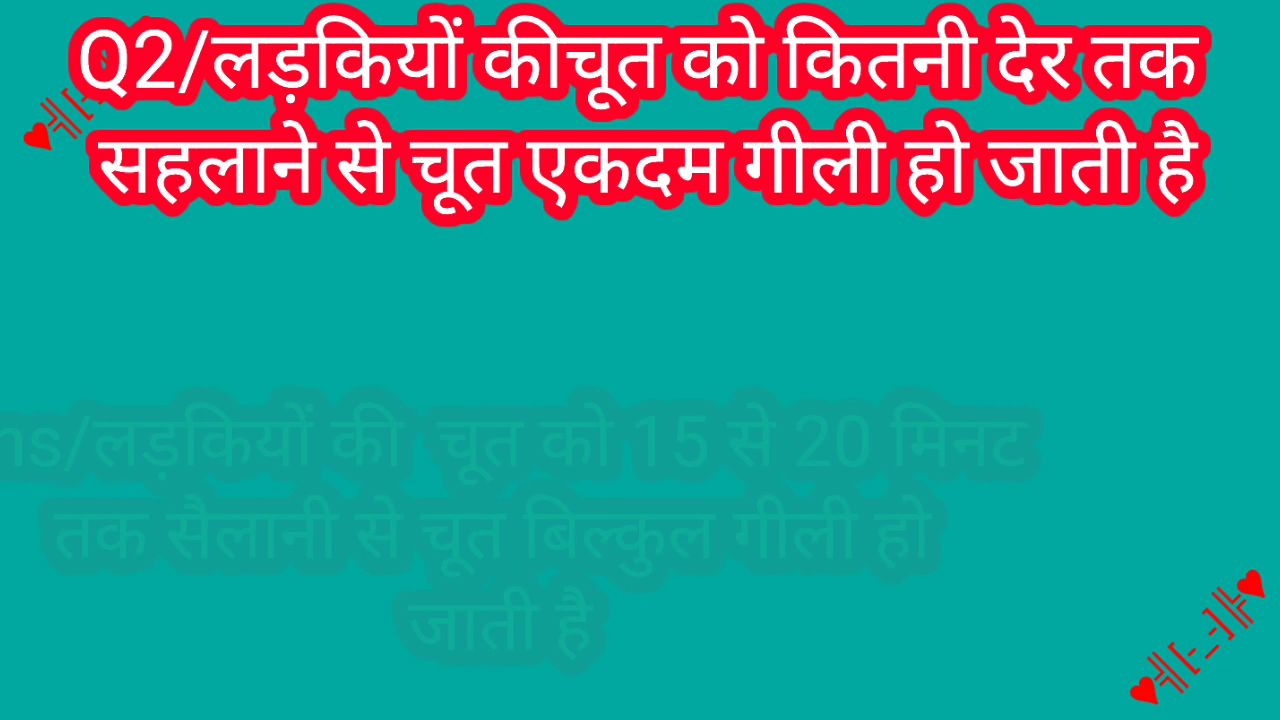 Q2/लड़कियों कीचूत को कितनी देर तक
सहलाने से चूत एकदम गीली हो जाती है
ns/लड़कियों की चूत को 15 से 20 मिनट
तक सैलानी से चूत बिल्कुल गीली हो
जाती है
♥╣[-_-]╠♥